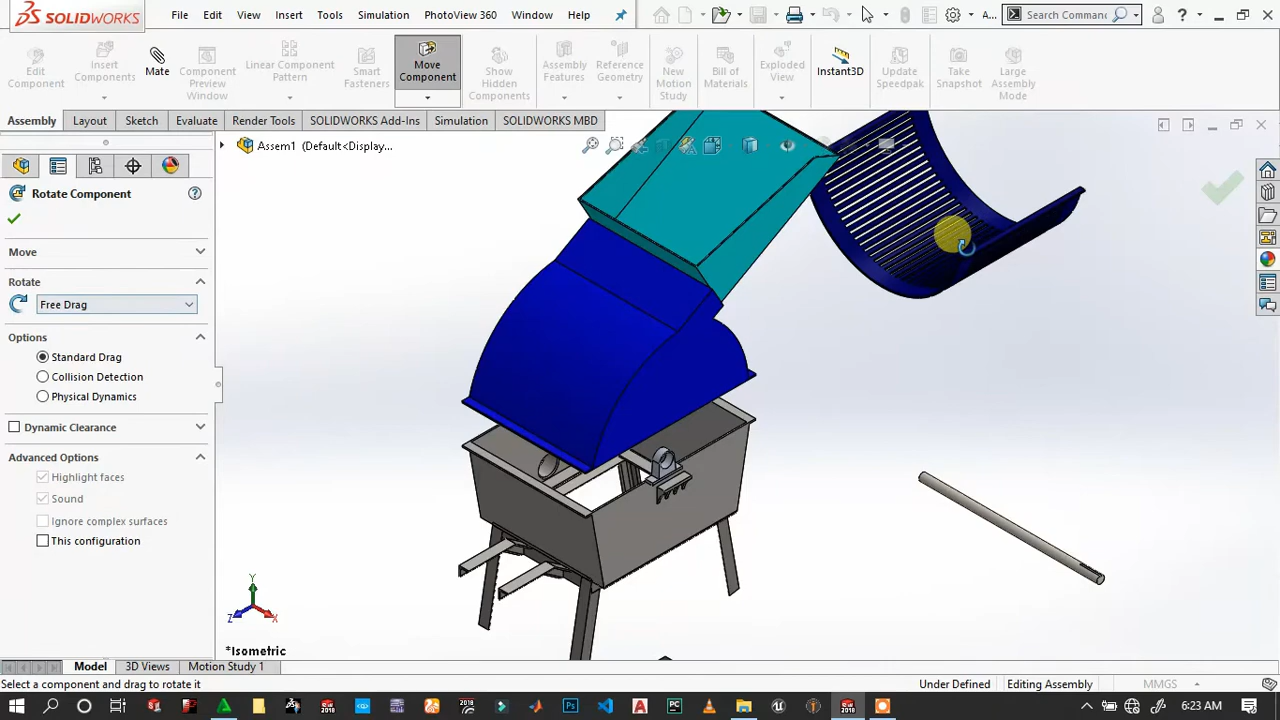 SOLIDWORKS
File Edit View Insert Tools Simulation PhotoView 360 Window Help
A... Search Comman
Edit Component
Insert Components
Mate
Component Preview Window
Linear Component Pattern
Smart Fasteners
Move Component
Show Hidden Components
Assembly Features
Reference Geometry
New Motion Study
Bill of Materials
Exploded View
Instant3D
Update Speedpak
Take Snapshot
Large Assembly Mode
Assembly Layout Sketch Evaluate Render Tools SOLIDWORKS Add-Ins Simulation SOLIDWORKS MBD
Assem1 (Default<Display...
Rotate Component
Move
Rotate
Free Drag
Options
Standard Drag
Collision Detection
Physical Dynamics
Dynamic Clearance
Advanced Options
Highlight faces
Sound
Ignore complex surfaces
This configuration
Y
Z X
*Isometric
Model 3D Views Motion Study 1
Select a component and drag to rotate it Under Defined Editing Assembly MMGS
6:23 AM